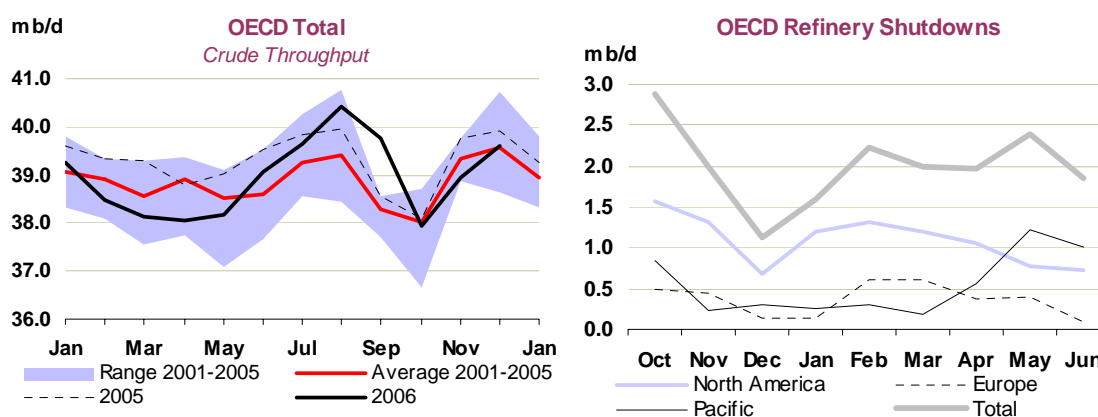 OECD Total
Crude Throughput
mb/d
41.0
40.0
39.0
38.0
37.0
36.0
Jan Mar May Jul Sep Nov Jan
Range 2001-2005 Average 2001-2005
2005 2006
OECD Refinery Shutdowns
mb/d
3.0
2.5
2.0
1.5
1.0
0.5
0.0
Oct Nov Dec Jan Feb Mar Apr May Jun
North America Europe
Pacific Total